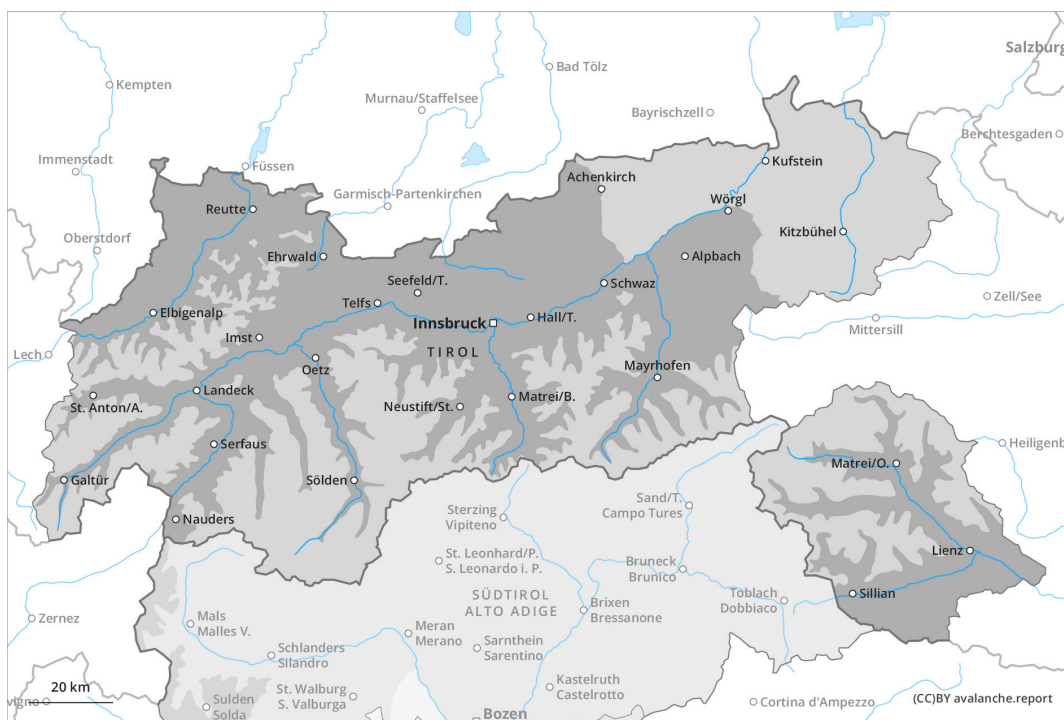 Salzburg
Bad Tölz
Kempten
Murnau/Staffelsee
Bayrischzell
Berchtesgaden
Immenstadt
Füssen
Kufstein
Garmisch-Partenkirchen
Achenkirch
Reutte
Wörgl
Kitzbühel
Oberstdorf
Ehrwald
Alpbach
Seefeld/T.
Schwaz
Zell/See
Telfs
Elbigenalp
Innsbruck
Hall/T.
Mittersill
Imst
TIROL
Lech
Oetz
Mayrhofen
Landeck
St. Anton/A.
Neustift/St.
Matrei/B.
Serfaus
Heiligenb
Matrei/O.
Galtür
Sölden
Sand/T.
Campo Tures
Sterzing
Vipiteno
Nauders
Lienz
St. Leonhard/P.
S. Leonardo i. P.
Bruneck
Brunico
SÜDTIROL
ALTO ADIGE
Sillian
Toblach
Dobbiaco
Brixen
Bressanone
Zernez
Mals
Malles V.
Meran
Merano
Schlanders
Silandro
Sarnthein
Sarentino
20 km
St. Walburg
S. Valburga
Kastelruth
Castelrotto
vigno
Sulden
Solda
Cortina d'Ampezzo
(CC)BY avalanche.report
Bozen